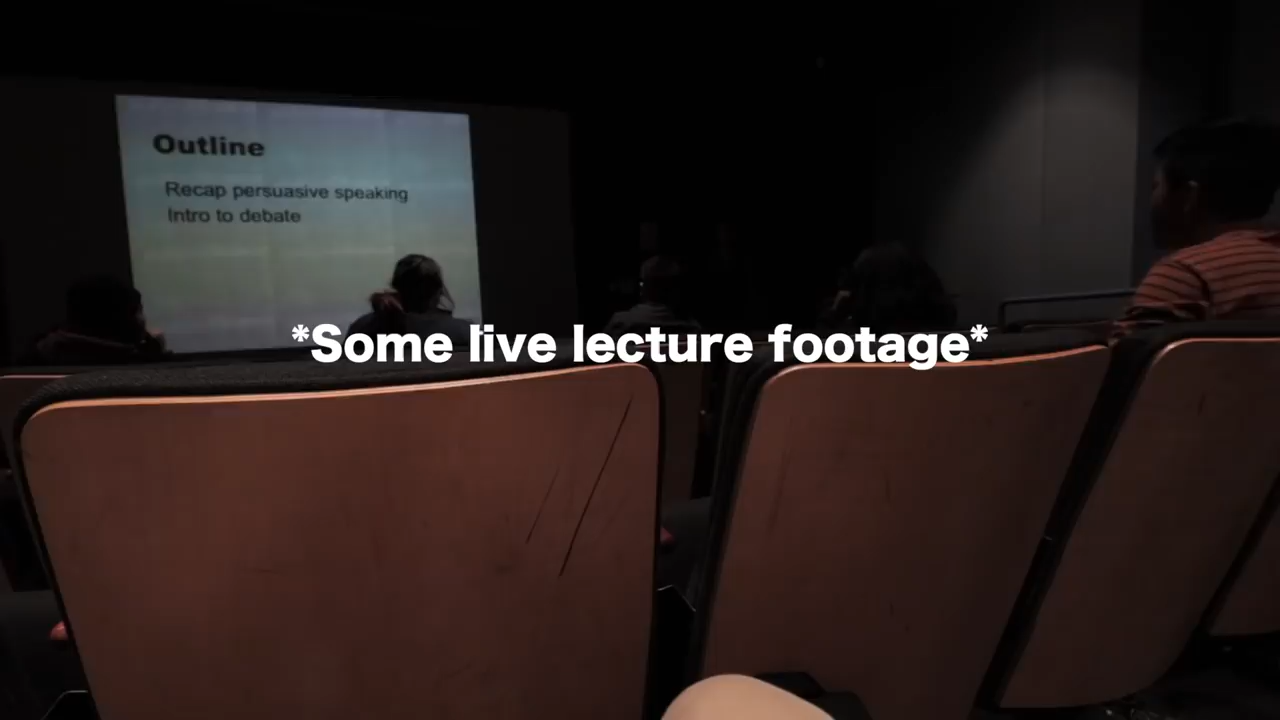 Outline
Recap persuasive speaking
Intro to debate
*Some live lecture footage*